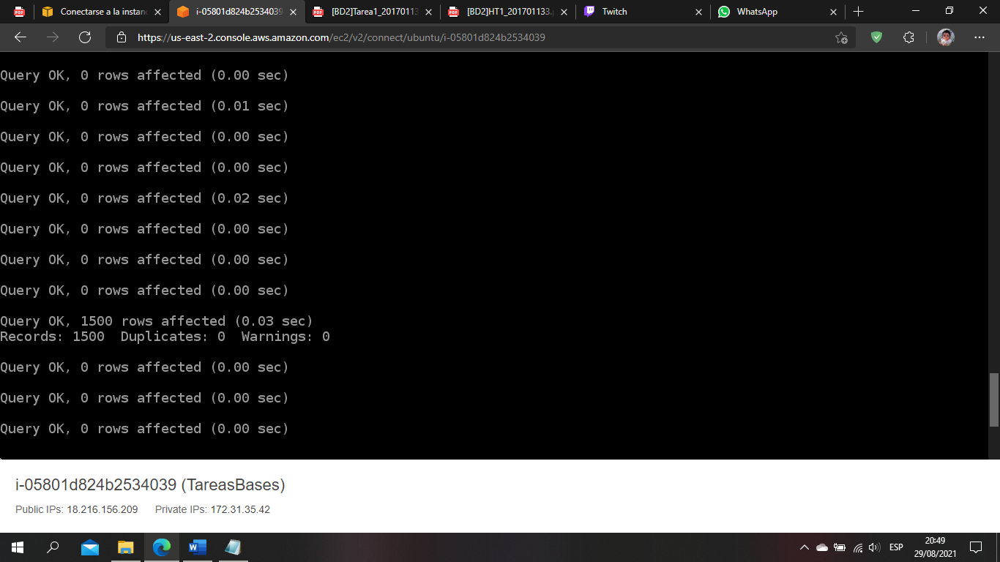 Conectarse a la instanc
i-05801d824b2534039
[BD2]Tarea1_201701133
[BD2]HT1_201701133.p
Twitch
WhatsApp
https://us-east-2.console.aws.amazon.com/ec2/v2/connect/ubuntu/i-05801d824b2534039
Query OK, 0 rows affected (0.00 sec)
Query OK, 0 rows affected (0.01 sec)
Query OK, 0 rows affected (0.00 sec)
Query OK, 0 rows affected (0.00 sec)
Query OK, 0 rows affected (0.02 sec)
Query OK, 0 rows affected (0.00 sec)
Query OK, 0 rows affected (0.00 sec)
Query OK, 0 rows affected (0.00 sec)
Query OK, 1500 rows affected (0.03 sec)
Records: 1500  Duplicates: 0  Warnings: 0
Query OK, 0 rows affected (0.00 sec)
Query OK, 0 rows affected (0.00 sec)
Query OK, 0 rows affected (0.00 sec)
i-05801d824b2534039 (TareasBases)
Public IPs: 18.216.156.209 Private IPs: 172.31.35.42
ESP
20:49
29/08/2021